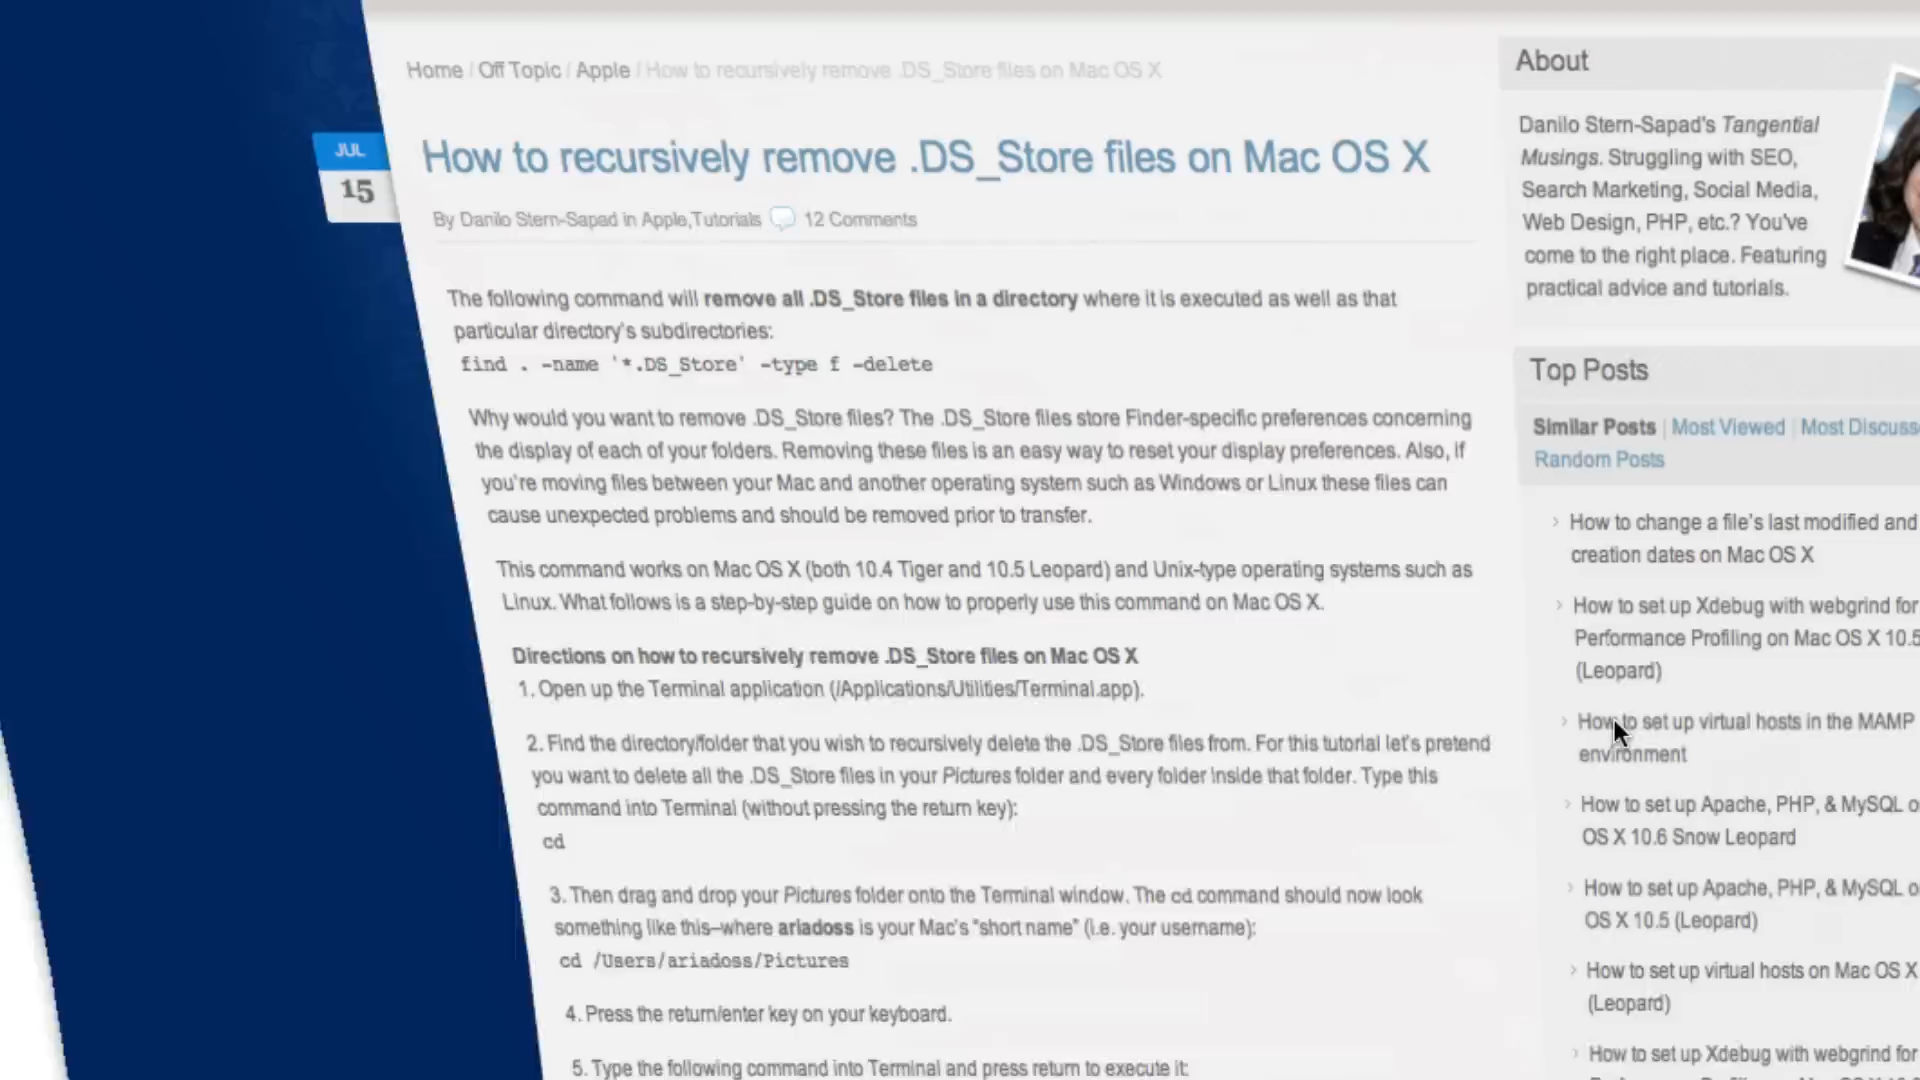 Home / Off Topic / Apple / How to recursively remove .DS_Store files on Mac OS X
JUL
15
How to recursively remove .DS_Store files on Mac OS X
By Danilo Stern-Sapad in Apple,Tutorials 12 Comments
The following command will remove all .DS_Store files in a directory where it is executed as well as that
particular directory's subdirectories:
find . -name '*.DS_Store' -type f -delete
Why would you want to remove .DS_Store files? The .DS_Store files store Finder-specific preferences concerning
the display of each of your folders. Removing these files is an easy way to reset your display preferences. Also, if
you're moving files between your Mac and another operating system such as Windows or Linux these files can
cause unexpected problems and should be removed prior to transfer.
This command works on Mac OS X (both 10.4 Tiger and 10.5 Leopard) and Unix-type operating systems such as
Linux. What follows is a step-by-step guide on how to properly use this command on Mac OS X.
Directions on how to recursively remove .DS_Store files on Mac OS X
1. Open up the Terminal application (/Applications/Utilities/Terminal.app).
2. Find the directory/folder that you wish to recursively delete the .DS_Store files from. For this tutorial let's pretend
you want to delete all the .DS_Store files in your Pictures folder and every folder inside that folder. Type this
command into Terminal (without pressing the return key):
cd
3. Then drag and drop your Pictures folder onto the Terminal window. The cd command should now look
something like this–where ariadoss is your Mac's "short name" (i.e. your username):
cd /Users/ariadoss/Pictures
4. Press the return/enter key on your keyboard.
5. Type the following command into Terminal and press return to execute it:
About
Danilo Stern-Sapad's Tangential
Musings. Struggling with SEO,
Search Marketing, Social Media,
Web Design, PHP, etc.? You've
come to the right place. Featuring
practical advice and tutorials.
Top Posts
Similar Posts | Most Viewed | Most Discuss
Random Posts
How to change a file's last modified and
creation dates on Mac OS X
How to set up Xdebug with webgrind for
Performance Profiling on Mac OS X 10.5
(Leopard)
How to set up virtual hosts in the MAMP
environment
How to set up Apache, PHP, & MySQL o
OS X 10.6 Snow Leopard
How to set up Apache, PHP, & MySQL o
OS X 10.5 (Leopard)
How to set up virtual hosts on Mac OS X
(Leopard)
How to set up Xdebug with webgrind for